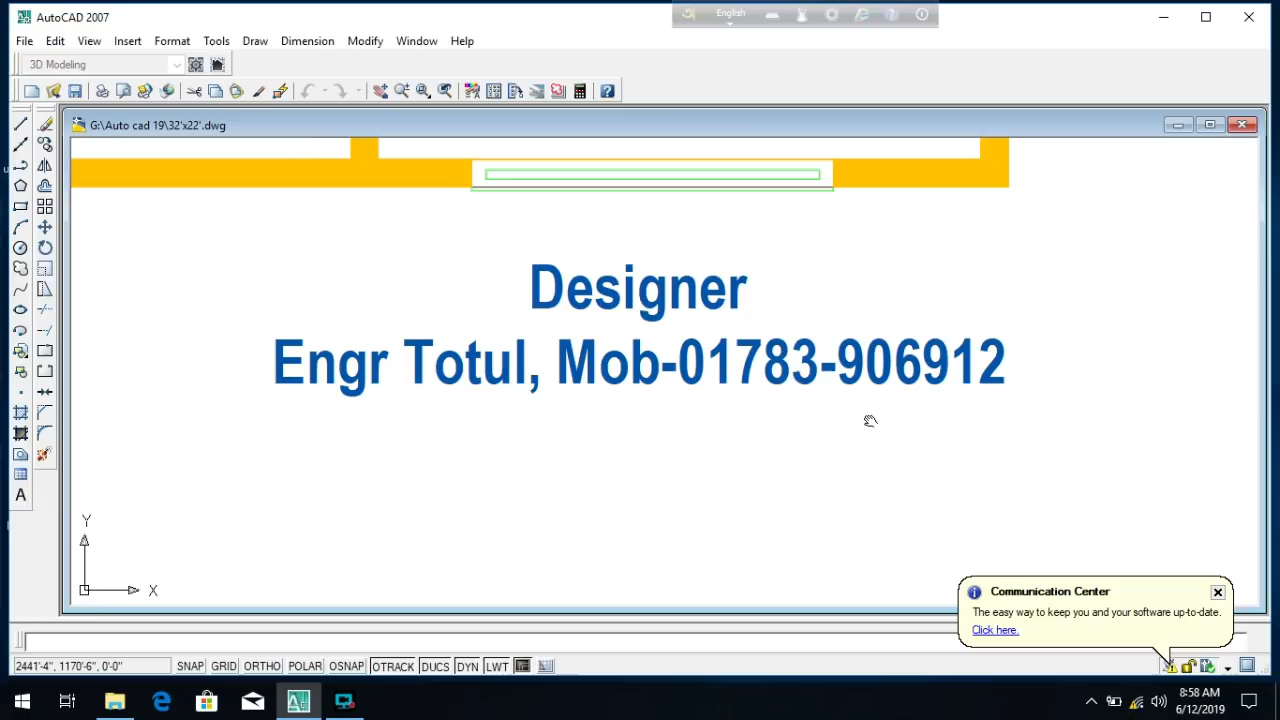 AutoCAD 2007
English
File Edit View Insert Format Tools Draw Dimension Modify Window Help
3D Modeling
G:\Auto cad 19\32'x22'.dwg
Designer
Engr Totul, Mob-01783-906912
Y
X
Communication Center
The easy way to keep you and your software up-to-date.
Click here.
2441'-4", 1170'-6", 0'-0" SNAP GRID ORTHO POLAR OSNAP OTRACK DUCS DYN LWT
8:58 AM
6/12/2019